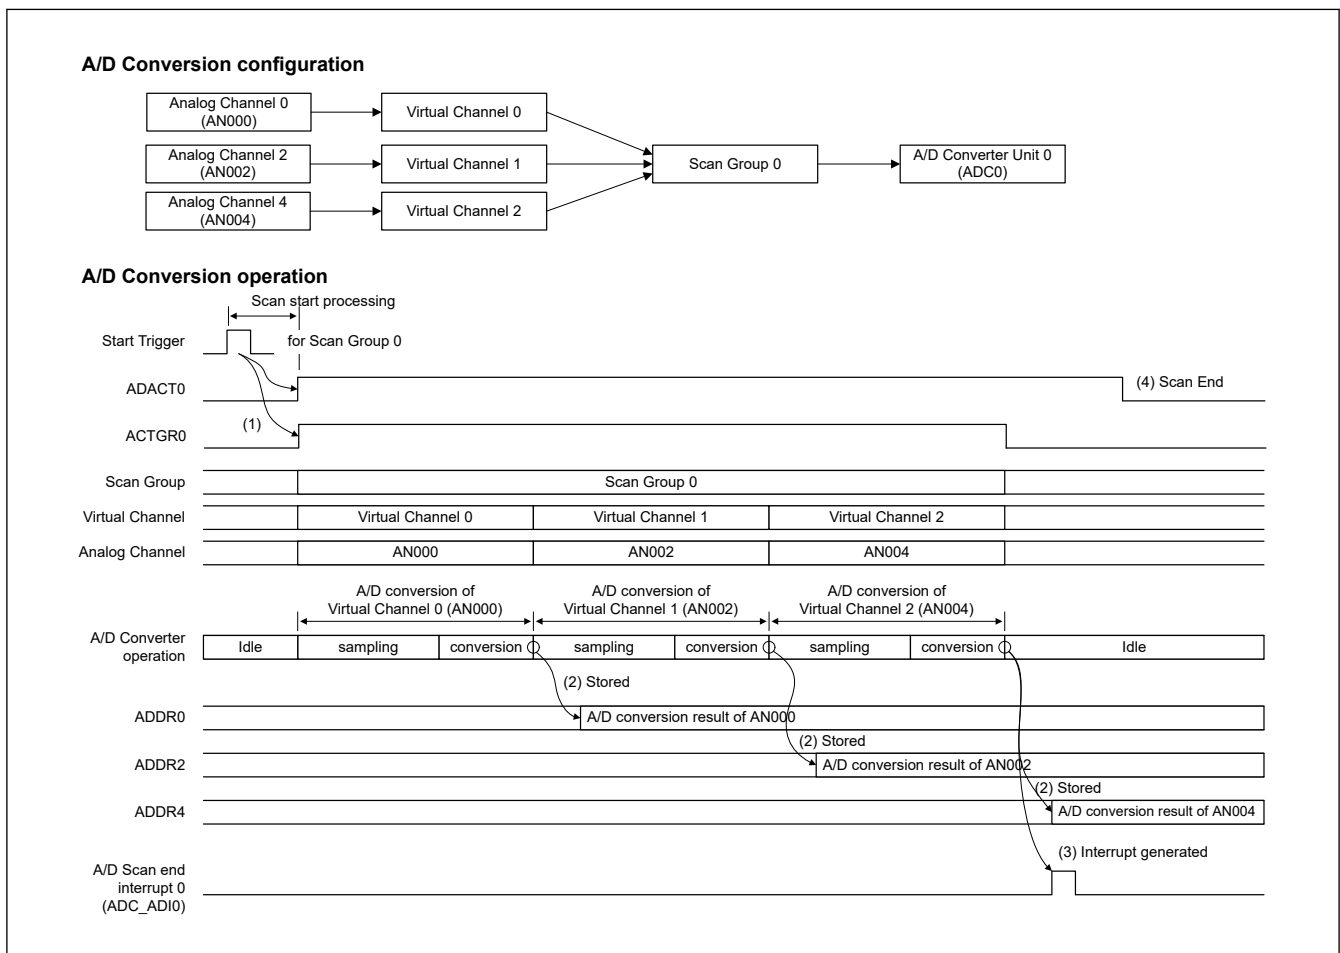 A/D Conversion configuration
Analog Channel 0
(AN000)
Virtual Channel 0
Analog Channel 2
(AN002)
Virtual Channel 1
Scan Group 0
A/D Converter Unit 0
(ADC0)
Analog Channel 4
(AN004)
Virtual Channel 2
A/D Conversion operation
Scan start processing
Start Trigger
for Scan Group 0
ADACT0
(4) Scan End
(1)
ACTGR0
Scan Group
Scan Group 0
Virtual Channel
Virtual Channel 0
Virtual Channel 1
Virtual Channel 2
Analog Channel
AN000
AN002
AN004
A/D conversion of
Virtual Channel 0 (AN000)
A/D conversion of
Virtual Channel 1 (AN002)
A/D conversion of
Virtual Channel 2 (AN004)
A/D Converter
operation
Idle
sampling
conversion
sampling
conversion
sampling
conversion
Idle
(2) Stored
ADDR0
A/D conversion result of AN000
(2) Stored
ADDR2
A/D conversion result of AN002
(2) Stored
ADDR4
A/D conversion result of AN004
(3) Interrupt generated
A/D Scan end
interrupt 0
(ADC_ADI0)